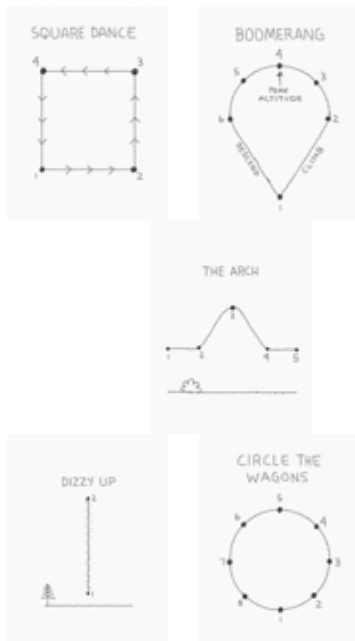 SQUARE DANCE
4 3
1 2
BOOMERANG
4
5 3
PEAK
ALTITUDE
6 2
DESCEND CLIMB
1
THE ARCH
3
1 2 4 5
DIZZY UP
2
1
CIRCLE THE
WAGONS
5
6 4
7 3
8 2
1